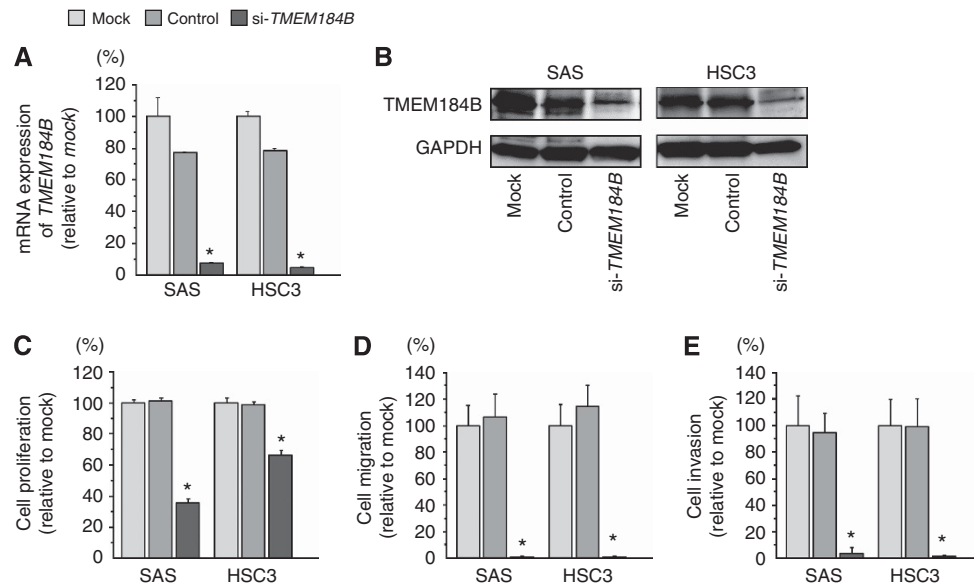 Mock Control si-TMEM184B
A (%)
mRNA expression
of TMEM184B
(relative to mock)
120
100
80
60
40
20
0
* *
SAS HSC3
B
SAS HSC3
TMEM184B
GAPDH
Mock Control si-TMEM184B Mock Control si-TMEM184B
C (%)
Cell proliferation
(relative to mock)
120
100
80
60
40
20
0
* *
SAS HSC3
D (%)
Cell migration
(relative to mock)
140
120
100
80
60
40
20
0
* *
SAS HSC3
E (%)
Cell invasion
(relative to mock)
140
120
100
80
60
40
20
0
* *
SAS HSC3